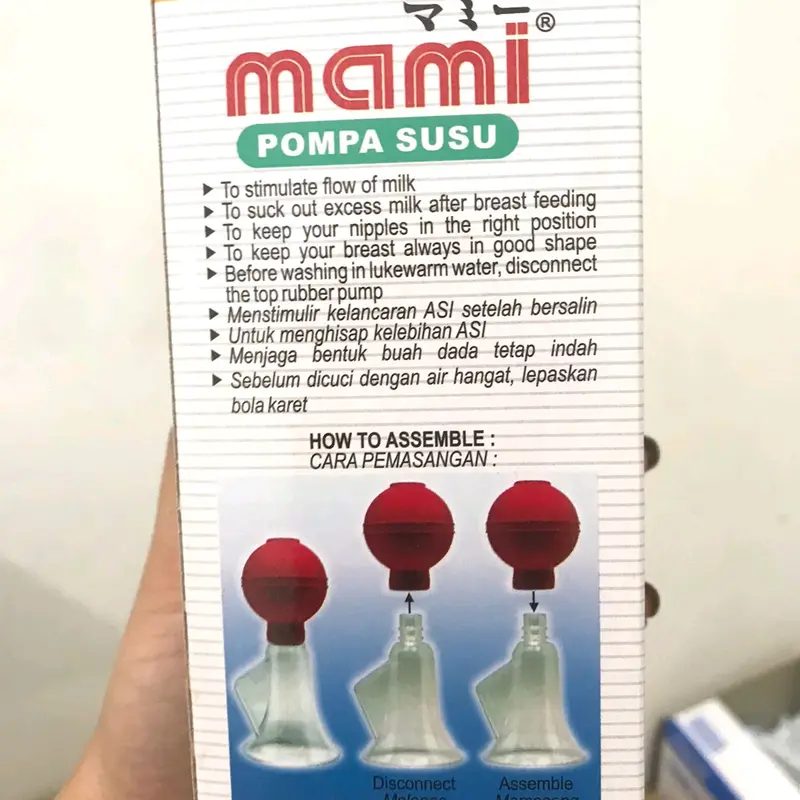 mami®
POMPA SUSU
To stimulate flow of milk
To suck out excess milk after breast feeding
To keep your nipples in the right position
To keep your breast always in good shape
Before washing in lukewarm water, disconnect
the top rubber pump
Menstimulir kelancaran ASI setelah bersalin
Untuk menghisap kelebihan ASI
Menjaga bentuk buah dada tetap indah
Sebelum dicuci dengan air hangat, lepaskan
bola karet
HOW TO ASSEMBLE :
CARA PEMASANGAN :
Disconnect Assemble